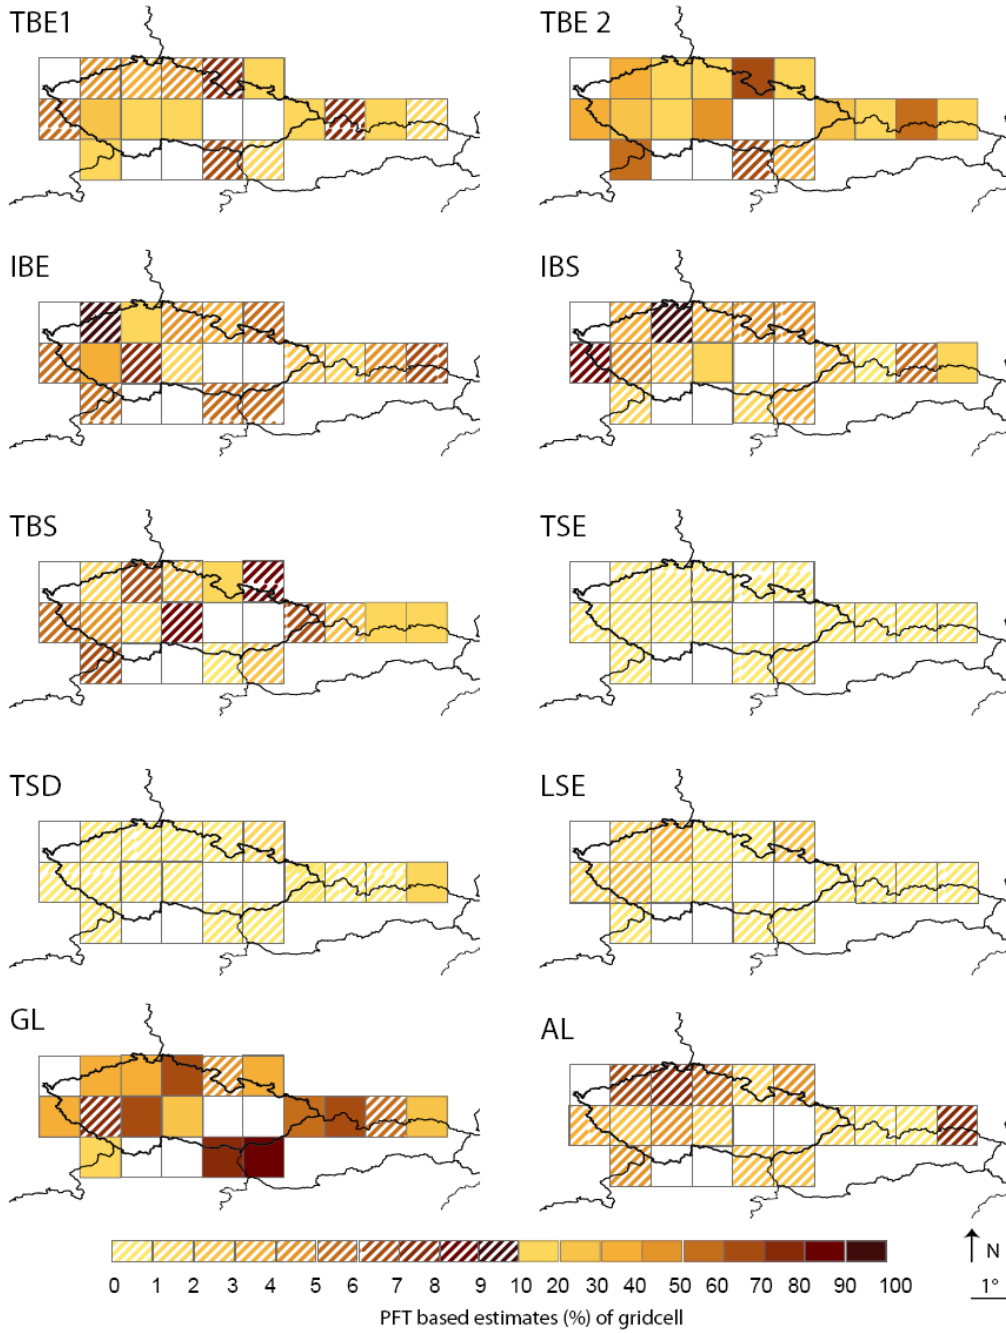 TBE1 TBE 2
IBE IBS
TBS TSE
TSD LSE
GL AL
N
0 1 2 3 4 5 6 7 8 9 10 20 30 40 50 60 70 80 90 100 1°
PFT based estimates (%) of gridcell